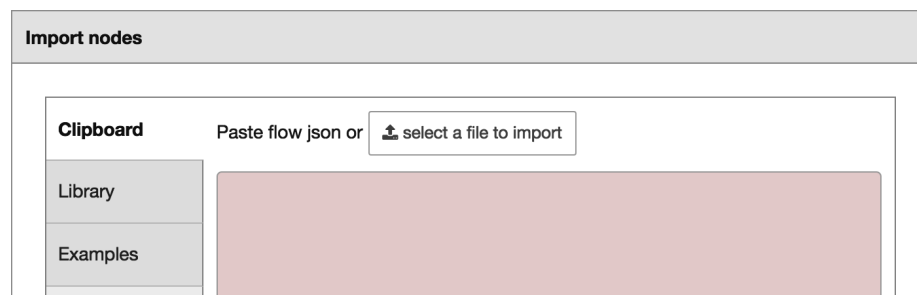 Import nodes
Clipboard
Paste flow json or select a file to import
Library
Examples